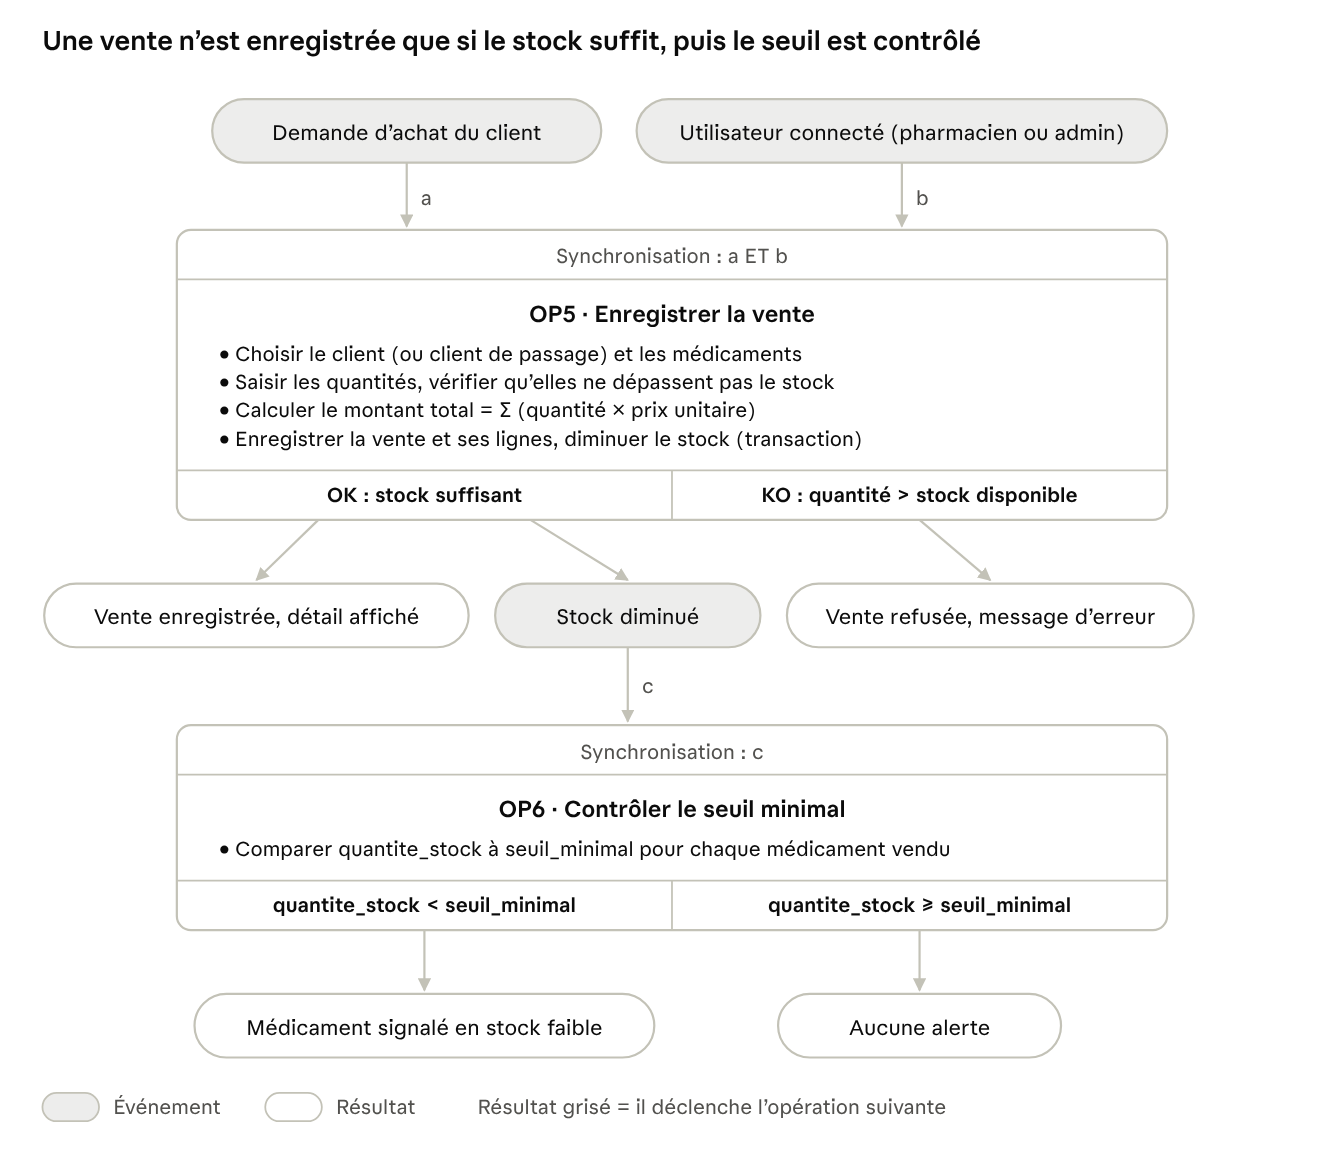 Une vente n’est enregistrée que si le stock suffit, puis le seuil est contrôlé
Demande d’achat du client
Utilisateur connecté (pharmacien ou admin)
a
b
Synchronisation : a ET b
OP5 · Enregistrer la vente
• Choisir le client (ou client de passage) et les médicaments
• Saisir les quantités, vérifier qu’elles ne dépassent pas le stock
• Calculer le montant total = Σ (quantité × prix unitaire)
• Enregistrer la vente et ses lignes, diminuer le stock (transaction)
OK : stock suffisant
KO : quantité > stock disponible
Vente enregistrée, détail affiché
Stock diminué
Vente refusée, message d’erreur
c
Synchronisation : c
OP6 · Contrôler le seuil minimal
• Comparer quantite_stock à seuil_minimal pour chaque médicament vendu
quantite_stock < seuil_minimal
quantite_stock ≥ seuil_minimal
Médicament signalé en stock faible
Aucune alerte
Événement
Résultat
Résultat grisé = il déclenche l’opération suivante